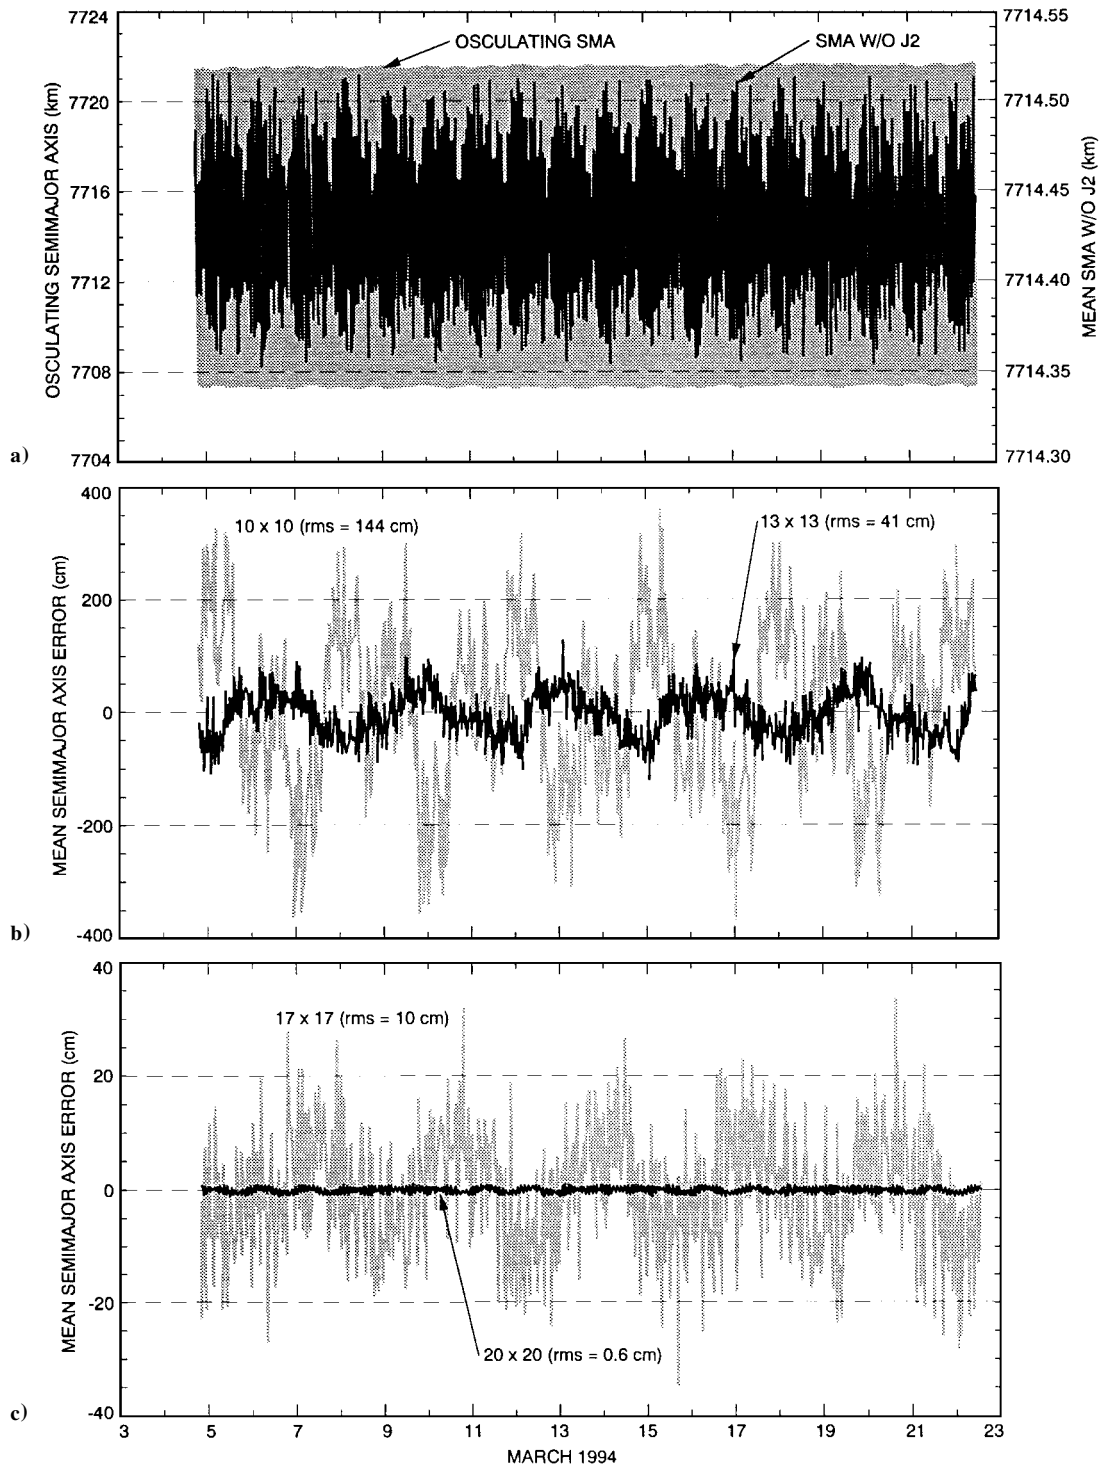 7724
7720
7716
7712
7708
7704
OSCULATING SEMIMAJOR AXIS (km)
OSCULATING SMA
SMA W/O J2
7714.55
7714.50
7714.45
7714.40
7714.35
7714.30
MEAN SMA W/O J2 (km)
a)
400
200
0
-200
-400
MEAN SEMIMAJOR AXIS ERROR (cm)
10 x 10 (rms = 144 cm)
13 x 13 (rms = 41 cm)
b)
40
20
0
-20
-40
MEAN SEMIMAJOR AXIS ERROR (cm)
17 x 17 (rms = 10 cm)
20 x 20 (rms = 0.6 cm)
c)
3 5 7 9 11 13 15 17 19 21 23
MARCH 1994